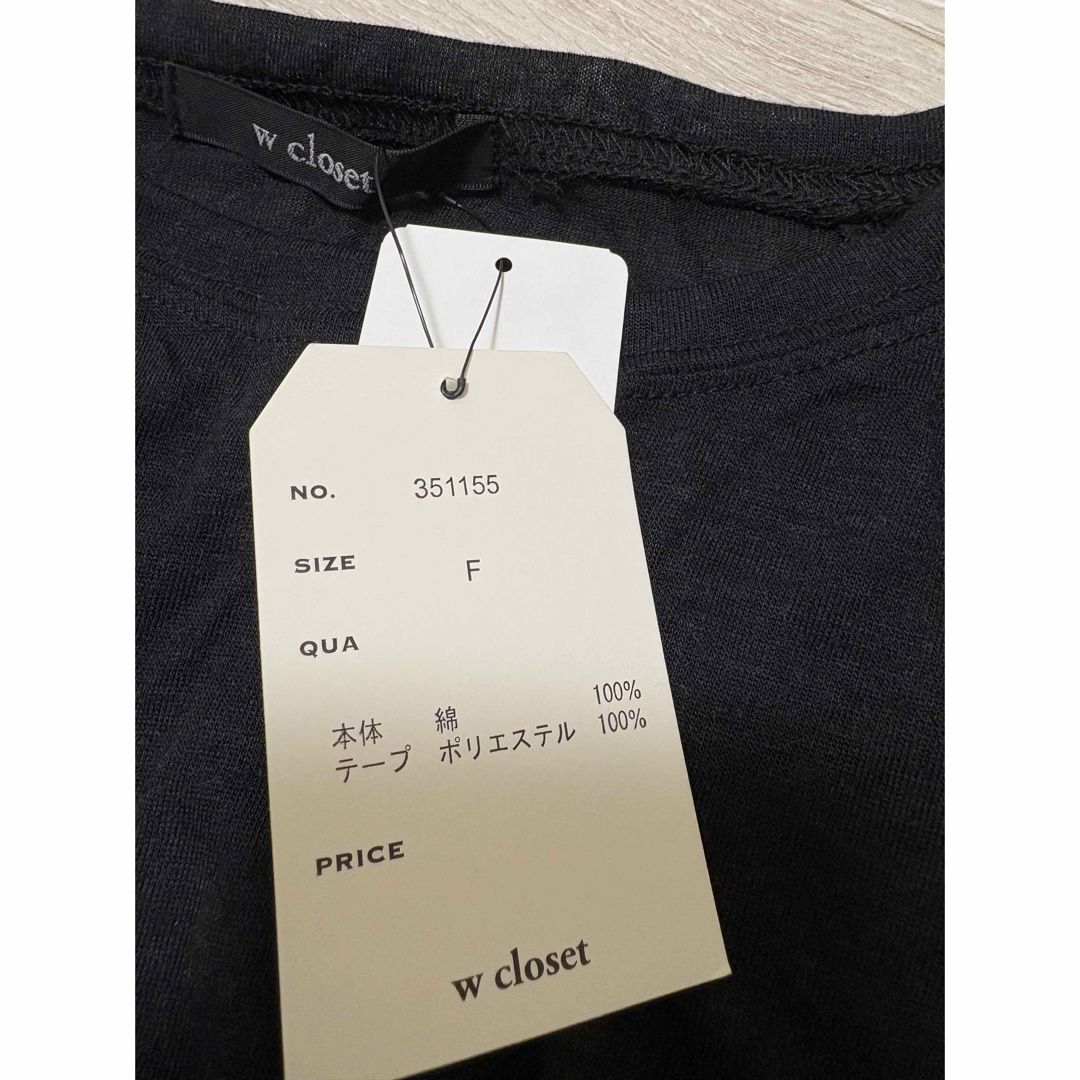 w closet
NO. 351155
SIZE F
QUA
本体 綿 100%
テープ ポリエステル 100%
PRICE
w closet